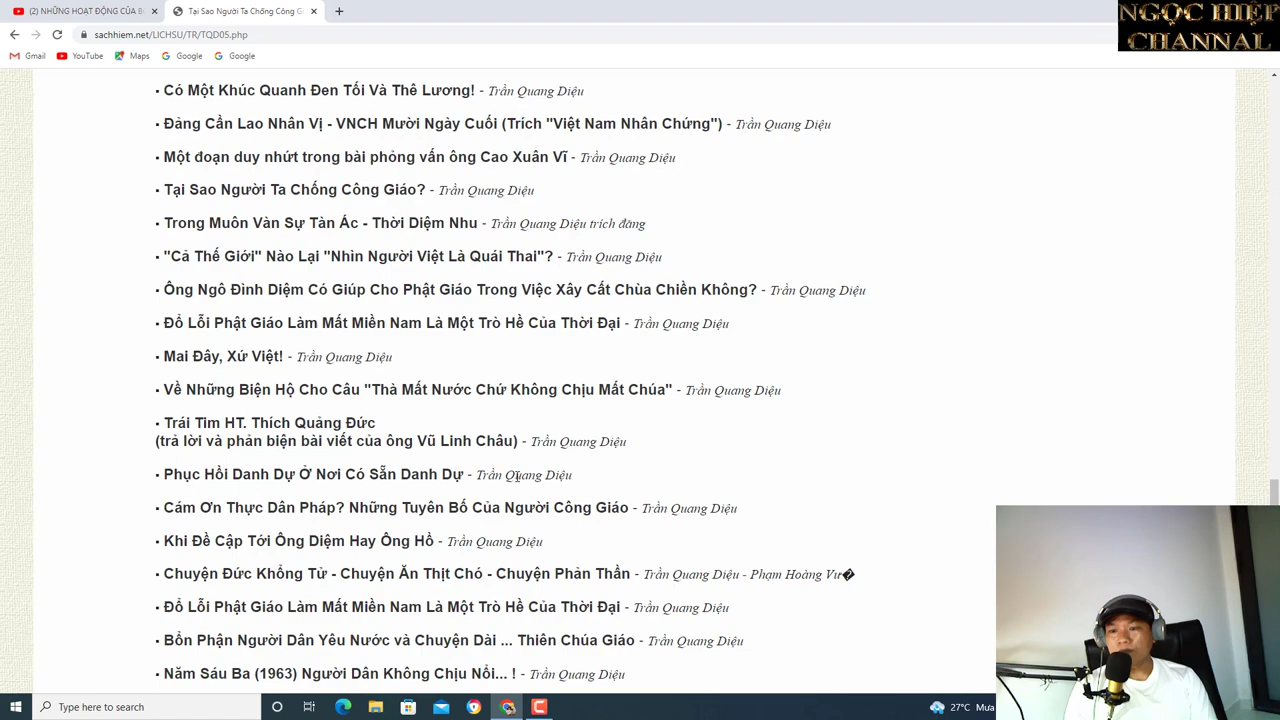 (2) NHỮNG HOẠT ĐỘNG CỦA B
Tại Sao Người Ta Chống Công G
NGỌC HIỆP
CHANNAL
sachhiem.net/LICHSU/TR/TQD05.php
Gmail
YouTube
Maps
Google
Google
▪ Có Một Khúc Quanh Đen Tối Và Thê Lương! - Trần Quang Diệu
▪ Đảng Cần Lao Nhân Vị - VNCH Mười Ngày Cuối (Trích "Việt Nam Nhân Chứng") - Trần Quang Diệu
▪ Một đoạn duy nhứt trong bài phỏng vấn ông Cao Xuân Vĩ - Trần Quang Diệu
▪ Tại Sao Người Ta Chống Công Giáo? - Trần Quang Diệu
▪ Trong Muôn Vàn Sự Tàn Ác - Thời Diệm Nhu - Trần Quang Diệu trích đăng
▪ "Cả Thế Giới" Nào Lại "Nhìn Người Việt Là Quái Thai"? - Trần Quang Diệu
▪ Ông Ngô Đình Diệm Có Giúp Cho Phật Giáo Trong Việc Xây Cất Chùa Chiền Không? - Trần Quang Diệu
▪ Đổ Lỗi Phật Giáo Làm Mất Miền Nam Là Một Trò Hề Của Thời Đại - Trần Quang Diệu
▪ Mai Đây, Xứ Việt! - Trần Quang Diệu
▪ Về Những Biện Hộ Cho Câu "Thà Mất Nước Chứ Không Chịu Mất Chúa" - Trần Quang Diệu
▪ Trái Tim HT. Thích Quảng Đức
(trả lời và phản biện bài viết của ông Vũ Linh Châu) - Trần Quang Diệu
▪ Phục Hồi Danh Dự Ở Nơi Có Sẵn Danh Dự - Trần Quang Diệu
▪ Cám Ơn Thực Dân Pháp? Những Tuyên Bố Của Người Công Giáo - Trần Quang Diệu
▪ Khi Đề Cập Tới Ông Diệm Hay Ông Hồ - Trần Quang Diệu
▪ Chuyện Đức Khổng Tử - Chuyện Ăn Thịt Chó - Chuyện Phản Thần - Trần Quang Diệu - Phạm Hoàng Vư�
▪ Đổ Lỗi Phật Giáo Làm Mất Miền Nam Là Một Trò Hề Của Thời Đại - Trần Quang Diệu
▪ Bổn Phận Người Dân Yêu Nước và Chuyện Dài ... Thiên Chúa Giáo - Trần Quang Diệu
▪ Năm Sáu Ba (1963) Người Dân Không Chịu Nổi... ! - Trần Quang Diệu
Type here to search
27°C Mưa